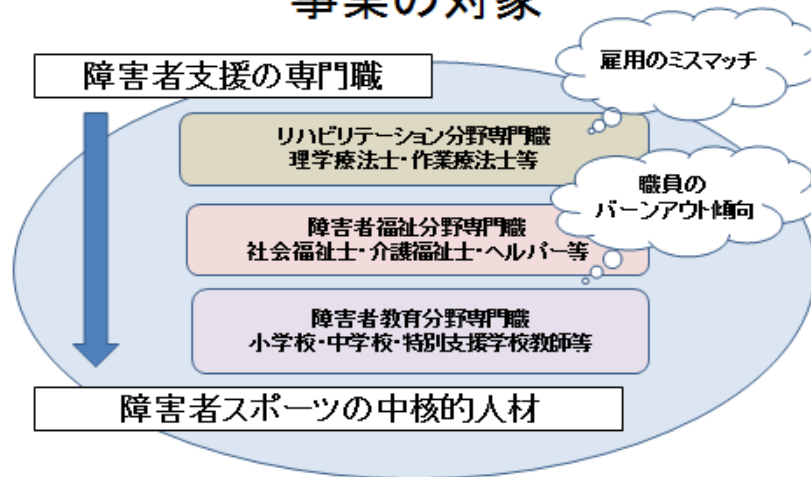 事業の対象
雇用のミスマッチ
障害者支援の専門職
リハビリテーション分野専門職
理学療法士・作業療法士等
職員の
バーンアウト傾向
障害者福祉分野専門職
社会福祉士・介護福祉士・ヘルパー等
障害者教育分野専門職
小学校・中学校・特別支援学校教師等
障害者スポーツの中核的人材